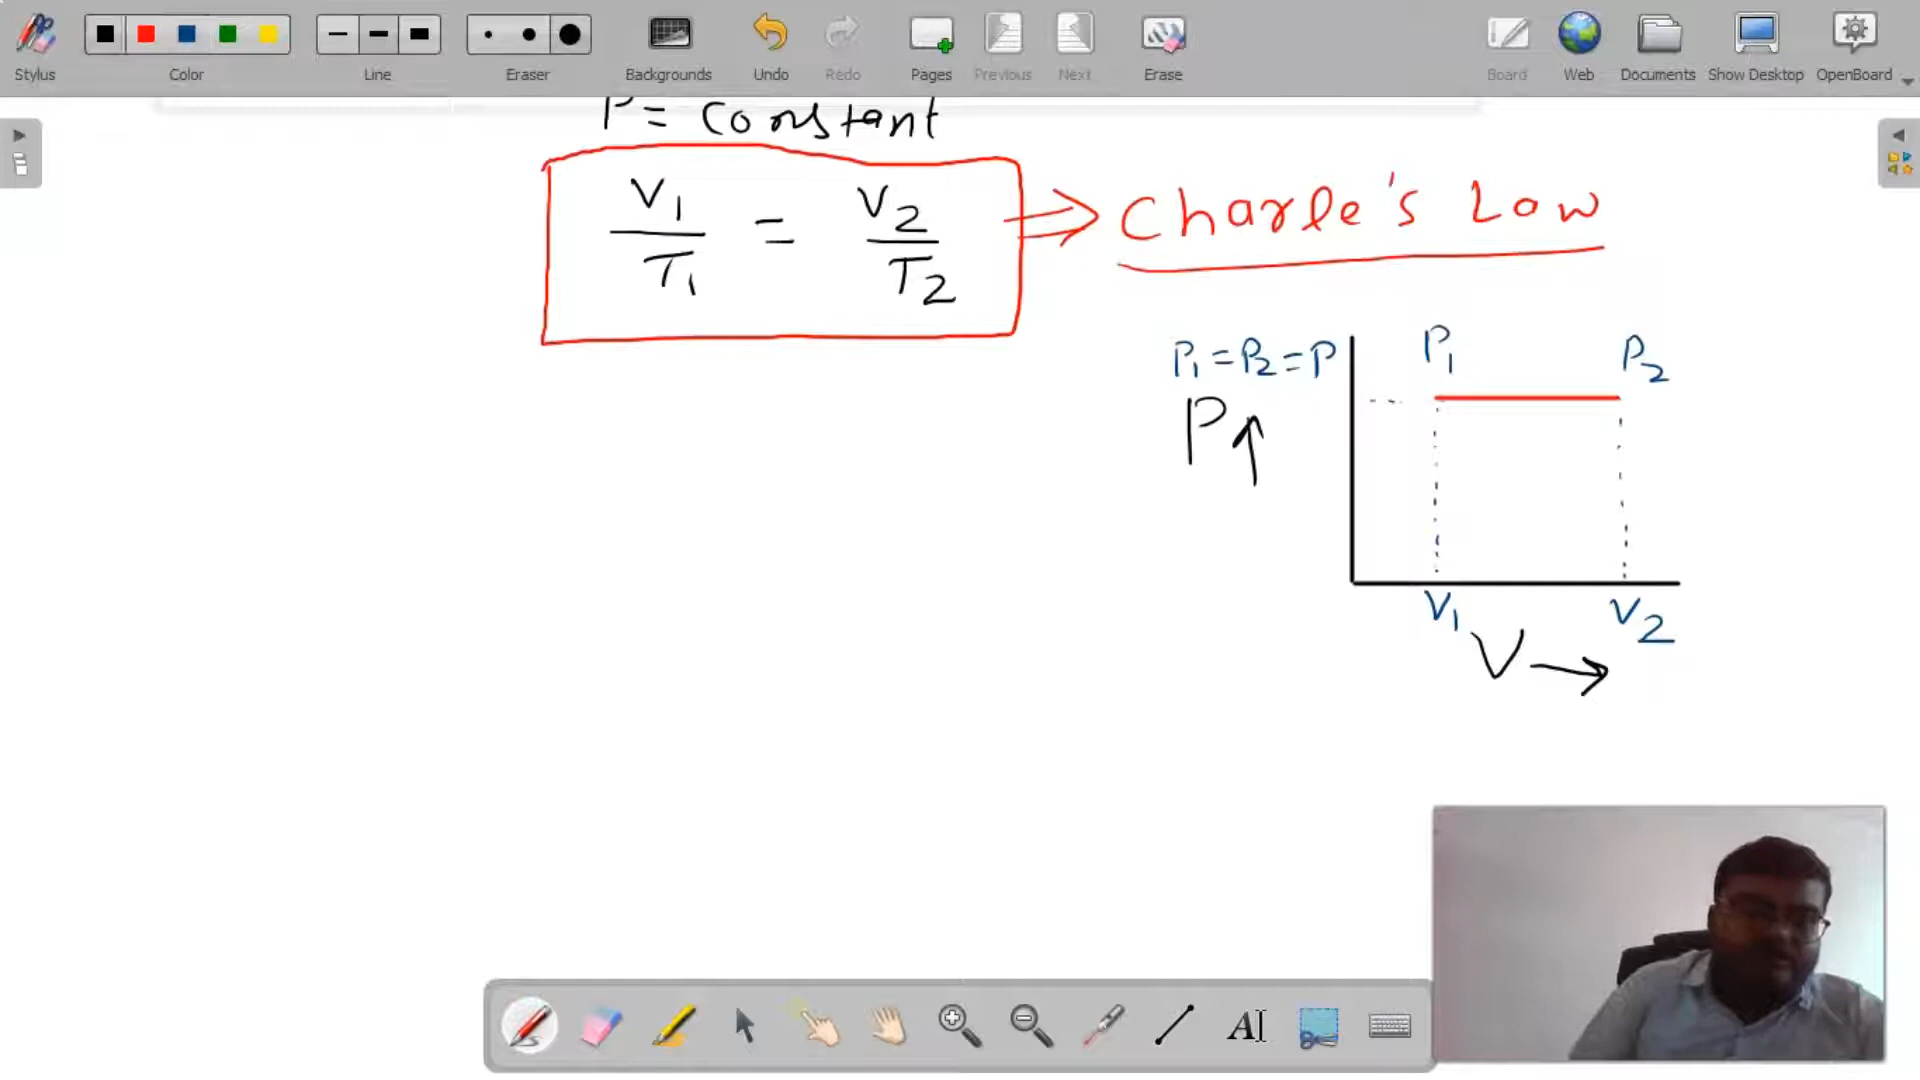 Stylus
Color
Line
Eraser
Backgrounds
Undo
Redo
Pages
Previous
Next
Erase
Board
Web
Documents
Show Desktop
OpenBoard
P = constant
V1/T1 = V2/T2 ⇒ Charle's Law
P1 = P2 = P
P1
P2
P↑
V1
V2
V→
A